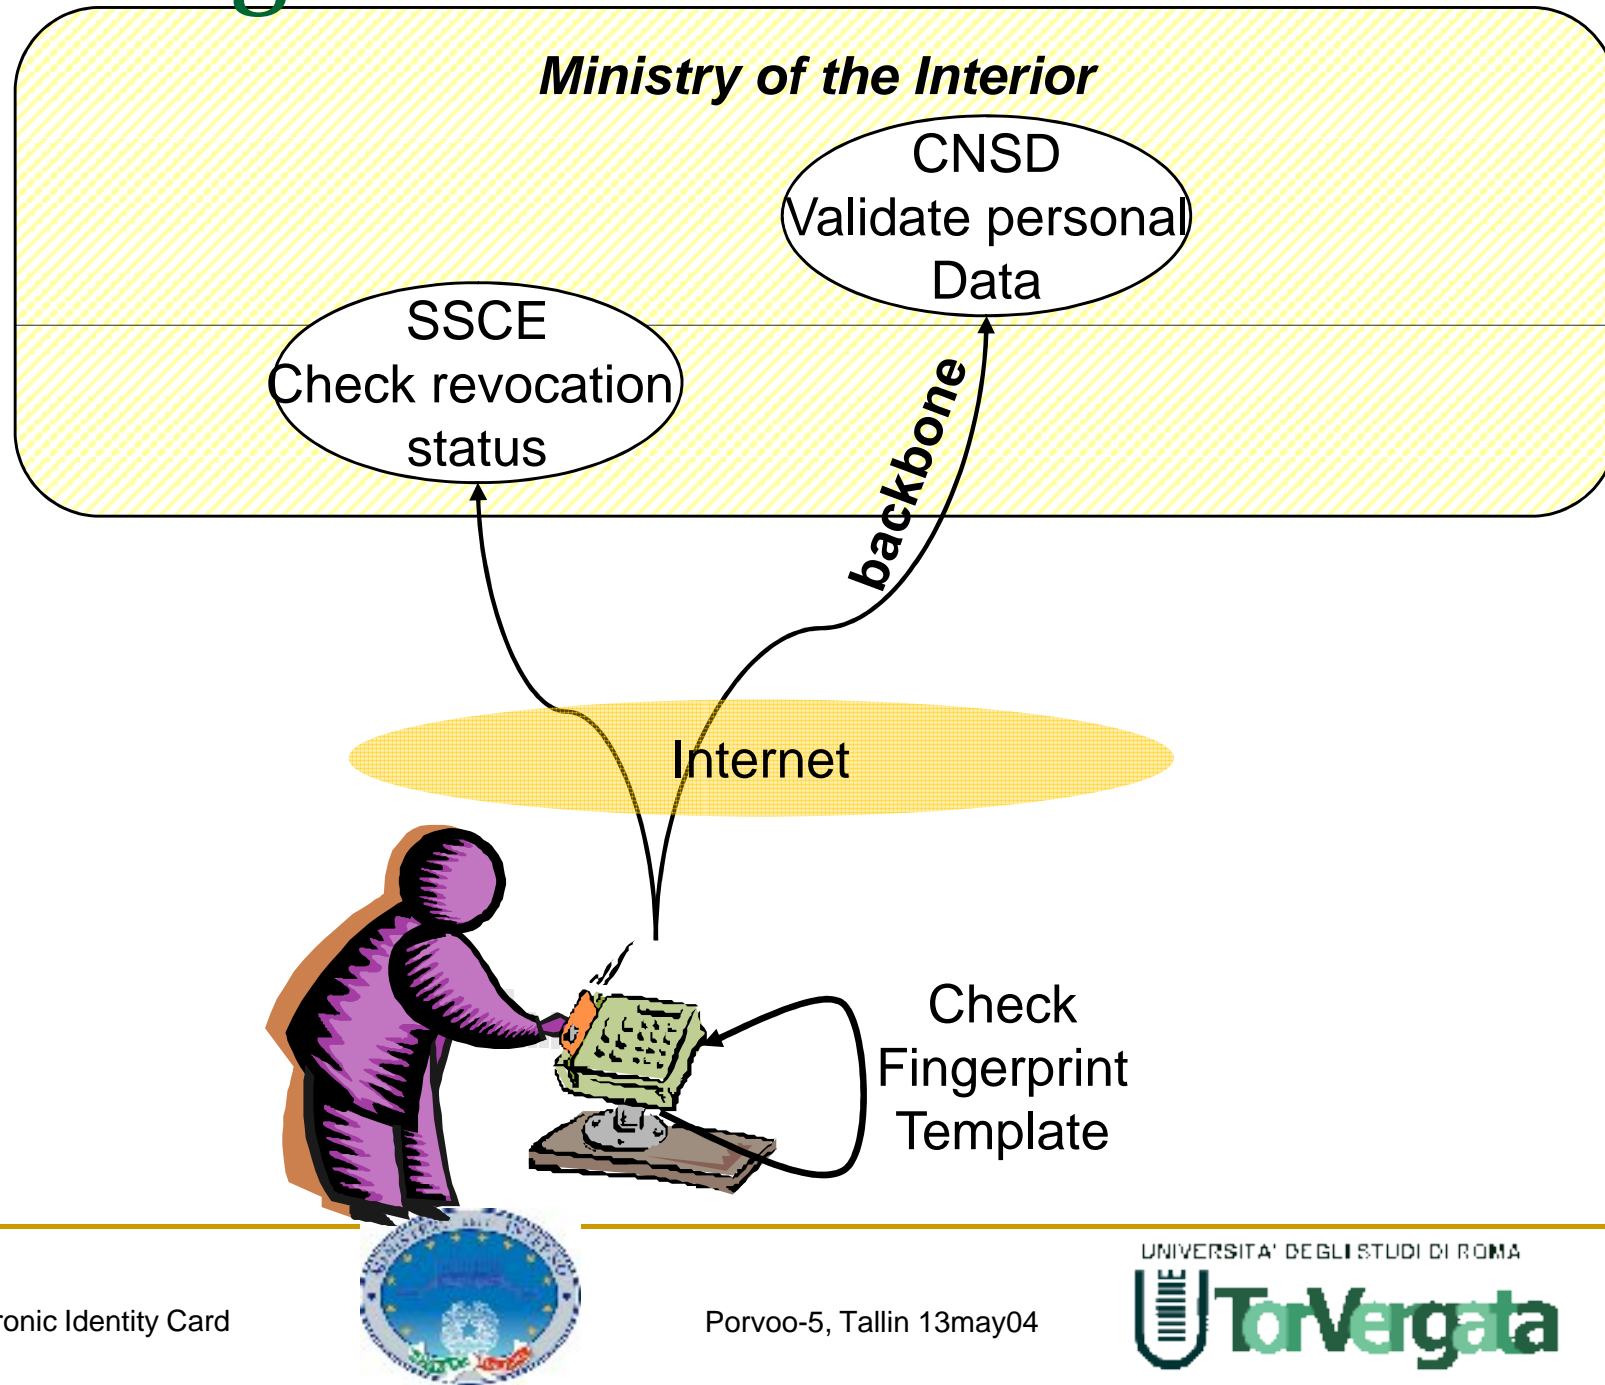 Ministry of the Interior
CNSD
Validate personal
Data
SSCE
Check revocation
status
backbone
Internet
Check
Fingerprint
Template
ronic Identity Card
Porvoo-5, Tallin 13may04
UNIVERSITA' DEGLI STUDI DI ROMA
TorVergata